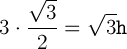 3 · √3/2 = √3h